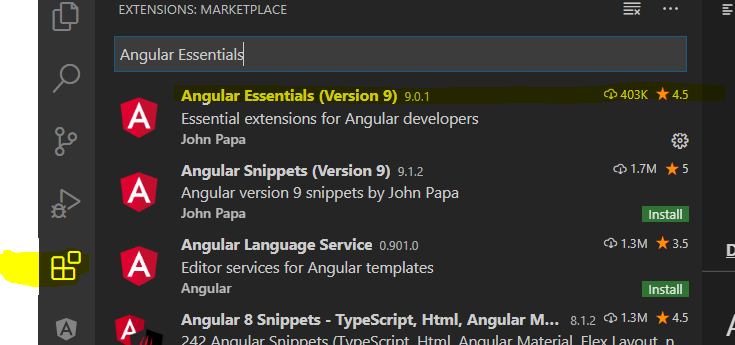 EXTENSIONS: MARKETPLACE
Angular Essentials
Angular Essentials (Version 9) 9.0.1 403K 4.5
Essential extensions for Angular developers
John Papa
Angular Snippets (Version 9) 9.1.2 1.7M 5
Angular version 9 snippets by John Papa
John Papa Install
Angular Language Service 0.901.0 1.3M 3.5
Editor services for Angular templates
Angular Install
Angular 8 Snippets - TypeScript, Html, Angular M... 8.1.2 1.3M 4.5
242 Angular Snippets (TypeScript, Html, Angular Material, Flex Layout, n